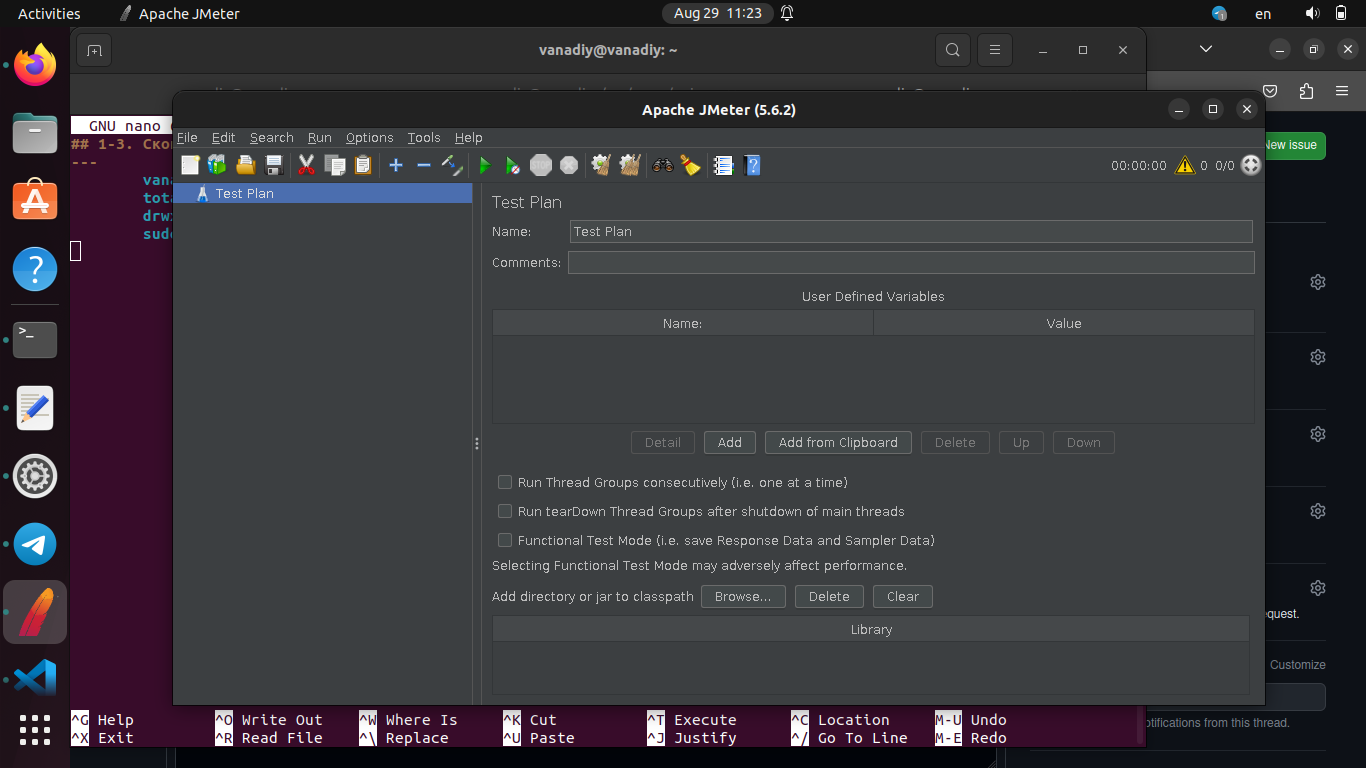 Activities
Apache JMeter
Aug 29 11:23
1
en
vanadiy@vanadiy: ~
Apache JMeter (5.6.2)
GNU nano
## 1-3.
---
sudo
File Edit Search Run Options Tools Help
00:00:00 0 0/0
New issue
Test Plan
Test Plan
Name: Test Plan
Comments:
User Defined Variables
Name: Value
Detail Add Add from Clipboard Delete Up Down
Run Thread Groups consecutively (i.e. one at a time)
Run tearDown Thread Groups after shutdown of main threads
Functional Test Mode (i.e. save Response Data and Sampler Data)
Selecting Functional Test Mode may adversely affect performance.
Add directory or jar to classpath Browse... Delete Clear
Library
Customize
notifications from this thread.
^G Help ^O Write Out ^W Where Is ^K Cut ^T Execute ^C Location M-U Undo
^X Exit ^R Read File ^\ Replace ^U Paste ^J Justify ^/ Go To Line M-E Redo